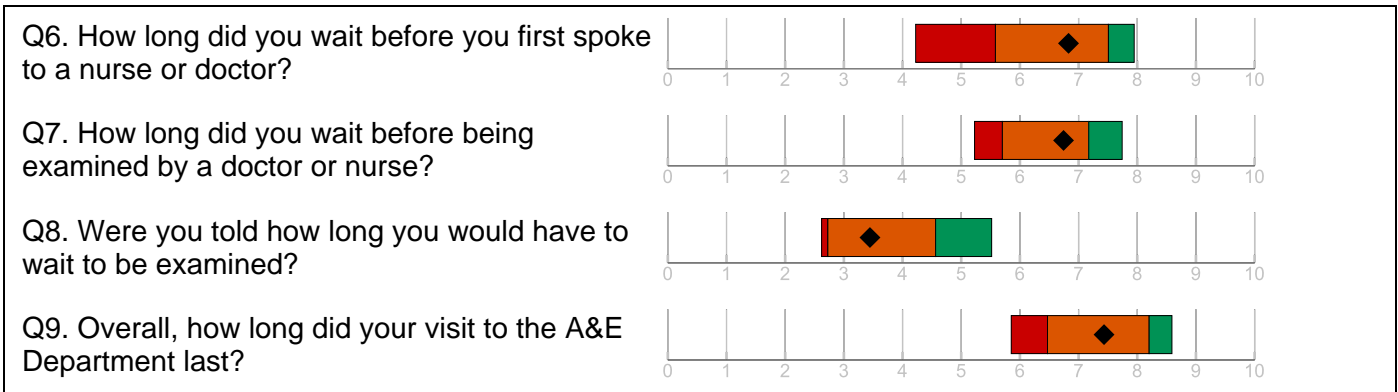 Q6. How long did you wait before you first spoke
to a nurse or doctor?
0 1 2 3 4 5 6 7 8 9 10
Q7. How long did you wait before being
examined by a doctor or nurse?
0 1 2 3 4 5 6 7 8 9 10
Q8. Were you told how long you would have to
wait to be examined?
0 1 2 3 4 5 6 7 8 9 10
Q9. Overall, how long did your visit to the A&E
Department last?
0 1 2 3 4 5 6 7 8 9 10